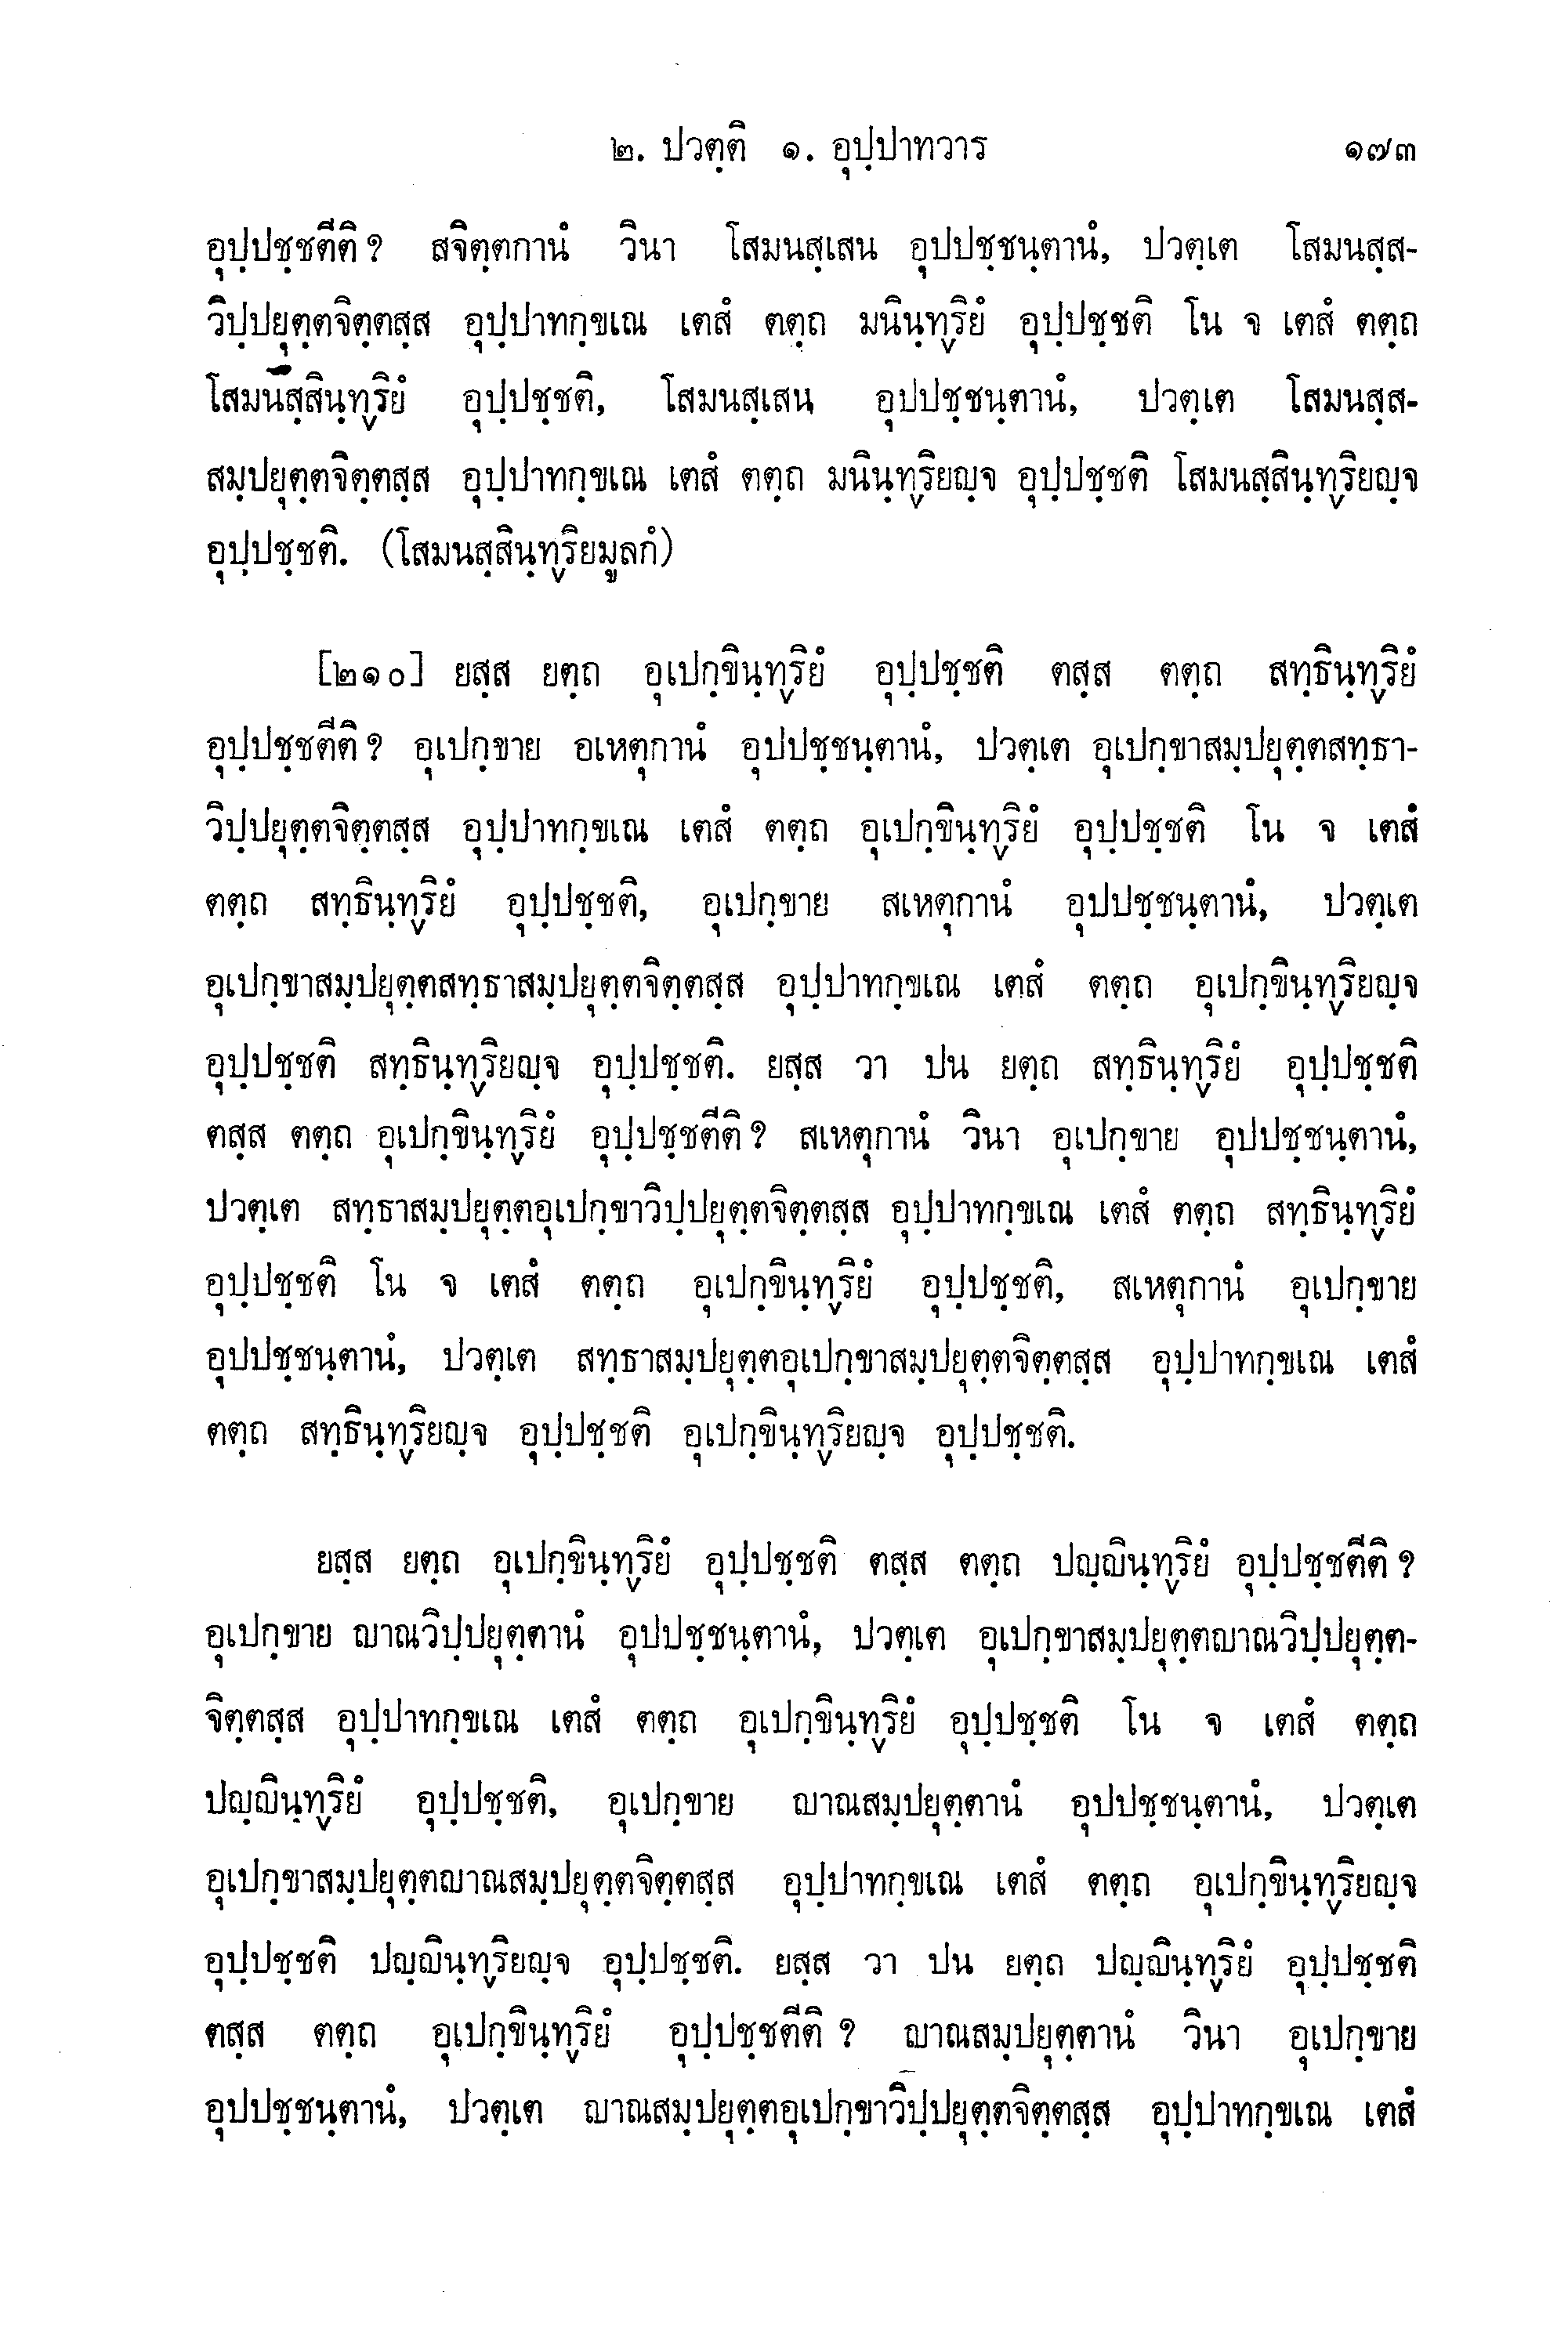 ๒. ปวตฺติ ๑. อุปฺปาทวาร ๑๗๓
อุปฺปชฺชตีติ ? สจิตฺตกานํ วินา โสมนสฺเสน อุปปชฺชนฺตานํ, ปวตฺเต โสมนสฺส-
วิปฺปยุตฺตจิตฺตสฺส อุปฺปาทกฺขเณ เตสํ ตตฺถ มนินฺทฺริยํ อุปฺปชฺชติ โน จ เตสํ ตตฺถ
โสมนสฺสินฺทฺริยํ อุปฺปชฺชติ, โสมนสฺเสน อุปปชฺชนฺตานํ, ปวตฺเต โสมนสฺส-
สมฺปยุตฺตจิตฺตสฺส อุปฺปาทกฺขเณ เตสํ ตตฺถ มนินฺทฺริยญฺจ อุปฺปชฺชติ โสมนสฺสินฺทฺริยญฺจ
อุปฺปชฺชติ. (โสมนสฺสินฺทฺริยมูลกํ)
[๒๑๐] ยสฺส ยตฺถ อุเปกฺขินฺทฺริยํ อุปฺปชฺชติ ตสฺส ตตฺถ สทฺธินฺทฺริยํ
อุปฺปชฺชตีติ ? อุเปกฺขาย อเหตุกานํ อุปปชฺชนฺตานํ, ปวตฺเต อุเปกฺขาสมฺปยุตฺตสทฺธา-
วิปฺปยุตฺตจิตฺตสฺส อุปฺปาทกฺขเณ เตสํ ตตฺถ อุเปกฺขินฺทฺริยํ อุปฺปชฺชติ โน จ เตสํ
ตตฺถ สทฺธินฺทฺริยํ อุปฺปชฺชติ, อุเปกฺขาย สเหตุกานํ อุปปชฺชนฺตานํ, ปวตฺเต
อุเปกฺขาสมฺปยุตฺตสทฺธาสมฺปยุตฺตจิตฺตสฺส อุปฺปาทกฺขเณ เตสํ ตตฺถ อุเปกฺขินฺทฺริยญฺจ
อุปฺปชฺชติ สทฺธินฺทฺริยญฺจ อุปฺปชฺชติ. ยสฺส วา ปน ยตฺถ สทฺธินฺทฺริยํ อุปฺปชฺชติ
ตสฺส ตตฺถ อุเปกฺขินฺทฺริยํ อุปฺปชฺชตีติ ? สเหตุกานํ วินา อุเปกฺขาย อุปปชฺชนฺตานํ,
ปวตฺเต สทฺธาสมฺปยุตฺตอุเปกฺขาวิปฺปยุตฺตจิตฺตสฺส อุปฺปาทกฺขเณ เตสํ ตตฺถ สทฺธินฺทฺริยํ
อุปฺปชฺชติ โน จ เตสํ ตตฺถ อุเปกฺขินฺทฺริยํ อุปฺปชฺชติ, สเหตุกานํ อุเปกฺขาย
อุปปชฺชนฺตานํ, ปวตฺเต สทฺธาสมฺปยุตฺตอุเปกฺขาสมฺปยุตฺตจิตฺตสฺส อุปฺปาทกฺขเณ เตสํ
ตตฺถ สทฺธินฺทฺริยญฺจ อุปฺปชฺชติ อุเปกฺขินฺทฺริยญฺจ อุปฺปชฺชติ.
ยสฺส ยตฺถ อุเปกฺขินฺทฺริยํ อุปฺปชฺชติ ตสฺส ตตฺถ ปญฺญินฺทฺริยํ อุปฺปชฺชตีติ ?
อุเปกฺขาย ญาณวิปฺปยุตฺตานํ อุปปชฺชนฺตานํ, ปวตฺเต อุเปกฺขาสมฺปยุตฺตญาณวิปฺปยุตฺต-
จิตฺตสฺส อุปฺปาทกฺขเณ เตสํ ตตฺถ อุเปกฺขินฺทฺริยํ อุปฺปชฺชติ โน จ เตสํ ตตฺถ
ปญฺญินฺทฺริยํ อุปฺปชฺชติ, อุเปกฺขาย ญาณสมฺปยุตฺตานํ อุปปชฺชนฺตานํ, ปวตฺเต
อุเปกฺขาสมฺปยุตฺตญาณสมฺปยุตฺตจิตฺตสฺส อุปฺปาทกฺขเณ เตสํ ตตฺถ อุเปกฺขินฺทฺริยญฺจ
อุปฺปชฺชติ ปญฺญินฺทฺริยญฺจ อุปฺปชฺชติ. ยสฺส วา ปน ยตฺถ ปญฺญินฺทฺริยํ อุปฺปชฺชติ
ตสฺส ตตฺถ อุเปกฺขินฺทฺริยํ อุปฺปชฺชตีติ ? ญาณสมฺปยุตฺตานํ วินา อุเปกฺขาย
อุปปชฺชนฺตานํ, ปวตฺเต ญาณสมฺปยุตฺตอุเปกฺขาวิปฺปยุตฺตจิตฺตสฺส อุปฺปาทกฺขเณ เตสํ